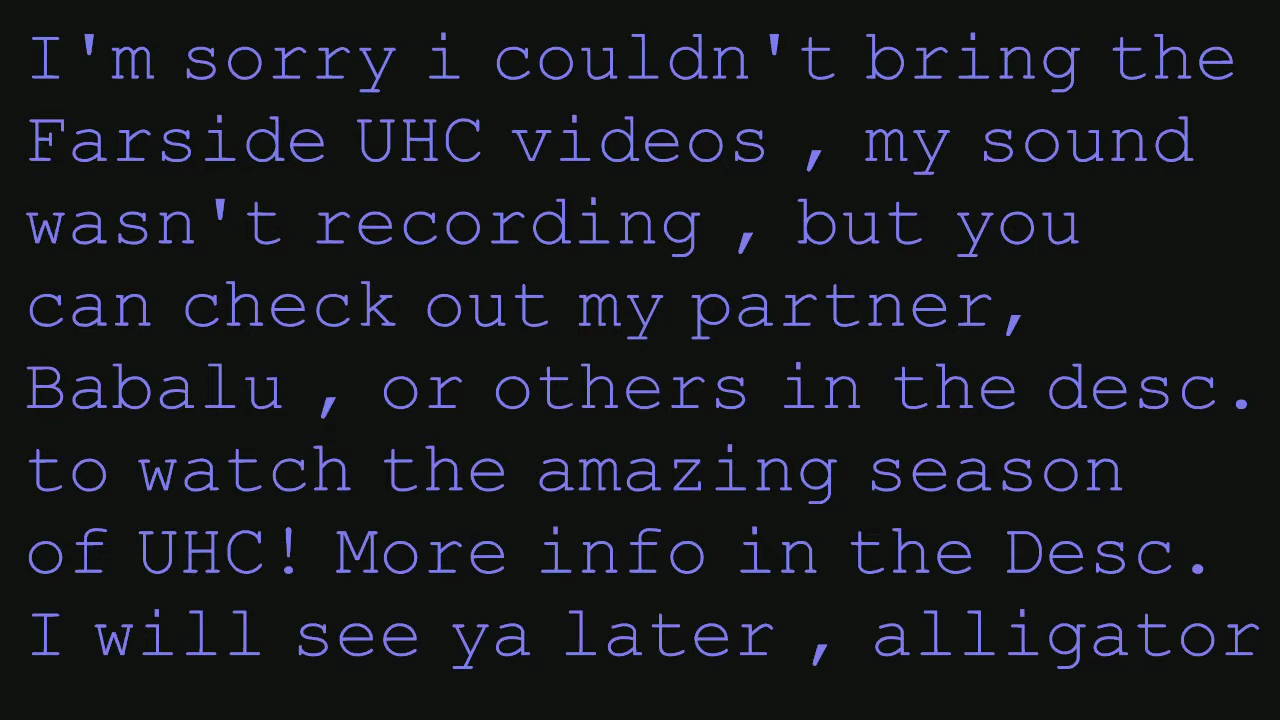 I'm sorry i couldn't bring the
Farside UHC videos , my sound
wasn't recording , but you
can check out my partner,
Babalu , or others in the desc.
to watch the amazing season
of UHC! More info in the Desc.
I will see ya later , alligator